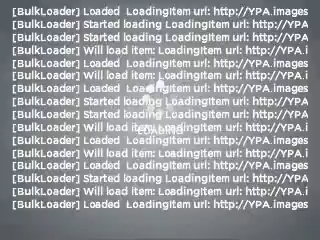 [BulkLoader] Loaded LoadingItem url: http://YPA.images
[BulkLoader] Started loading LoadingItem url: http://YPA
[BulkLoader] Will load item: LoadingItem url: http://YPA.i
[BulkLoader] Loaded LoadingItem url: http://YPA.images
[BulkLoader] Started loading LoadingItem url: http://YPA
[BulkLoader] Will load item: LoadingItem url: http://YPA.i
[BulkLoader] Loaded LoadingItem url: http://YPA.images
[BulkLoader] Started loading LoadingItem url: http://YPA
[BulkLoader] Started loading LoadingItem url: http://YPA
[BulkLoader] Will load item: LoadingItem url: http://YPA.i
LOADING
[BulkLoader] Loaded LoadingItem url: http://YPA.images
[BulkLoader] Will load item: LoadingItem url: http://YPA.i
[BulkLoader] Loaded LoadingItem url: http://YPA.images
[BulkLoader] Started loading LoadingItem url: http://YPA
[BulkLoader] Will load item: LoadingItem url: http://YPA.i
[BulkLoader] Loaded LoadingItem url: http://YPA.images